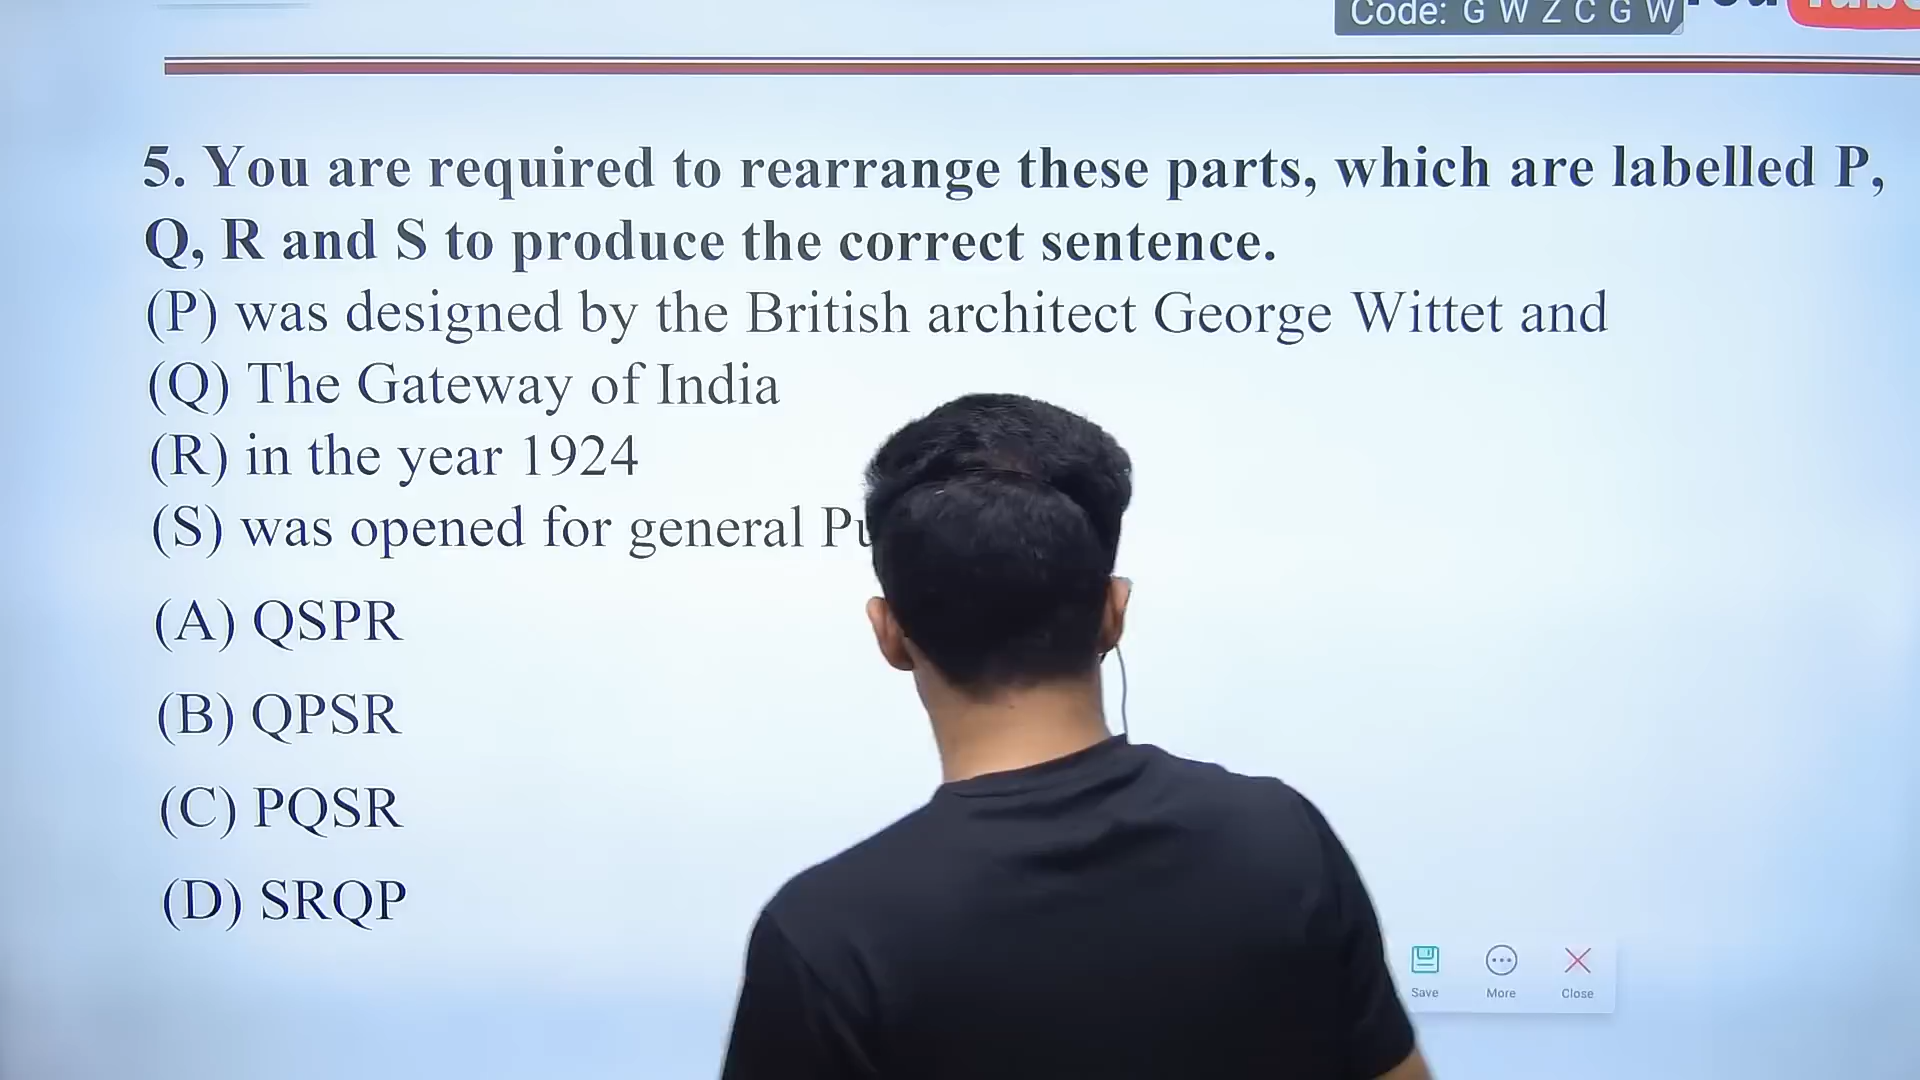 Code: G W Z C G W
5. You are required to rearrange these parts, which are labelled P,
Q, R and S to produce the correct sentence.
(P) was designed by the British architect George Wittet and
(Q) The Gateway of India
(R) in the year 1924
(S) was opened for general
(A) QSPR
(B) QPSR
(C) PQSR
(D) SRQP
Save More Close